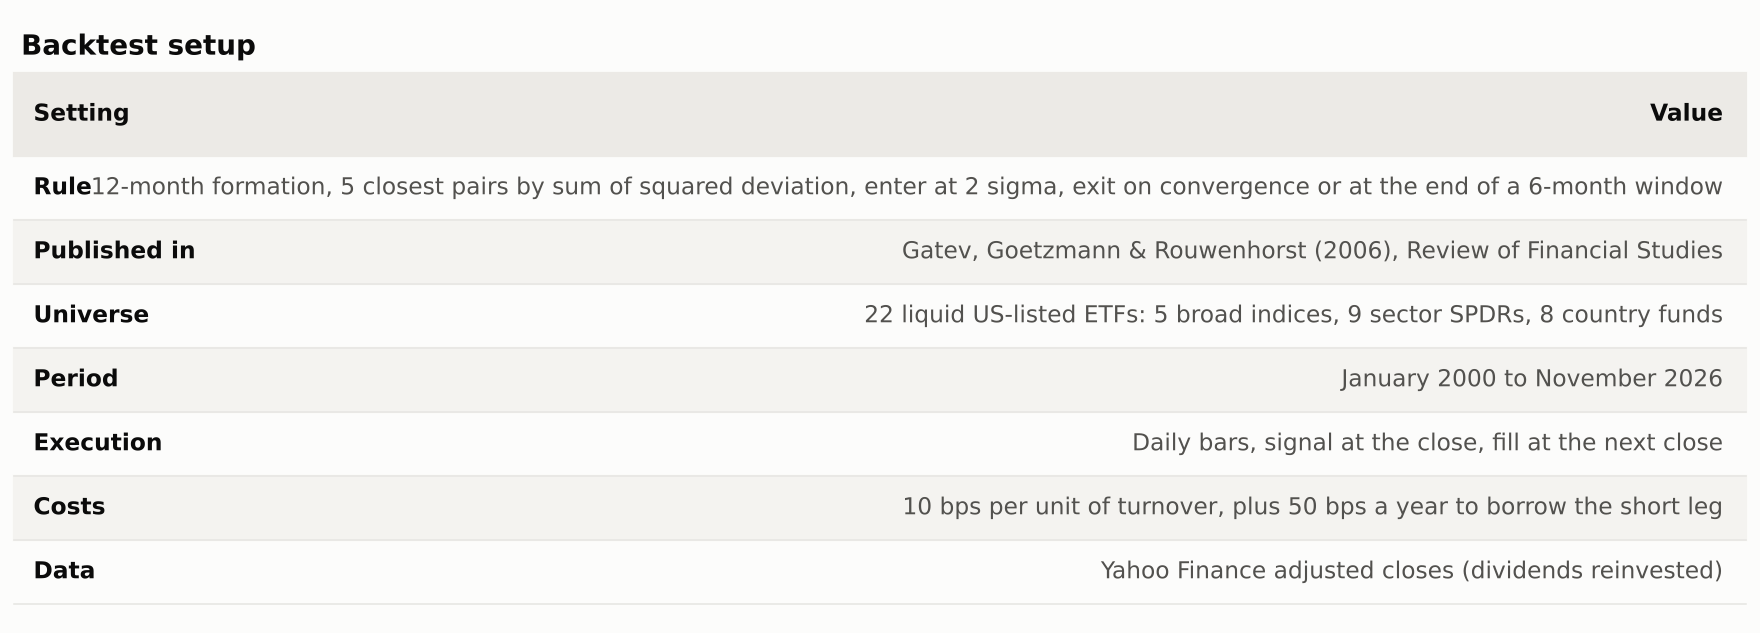 Backtest setup
Setting Value
Rule 12-month formation, 5 closest pairs by sum of squared deviation, enter at 2 sigma, exit on convergence or at the end of a 6-month window
Published in Gatev, Goetzmann & Rouwenhorst (2006), Review of Financial Studies
Universe 22 liquid US-listed ETFs: 5 broad indices, 9 sector SPDRs, 8 country funds
Period January 2000 to November 2026
Execution Daily bars, signal at the close, fill at the next close
Costs 10 bps per unit of turnover, plus 50 bps a year to borrow the short leg
Data Yahoo Finance adjusted closes (dividends reinvested)